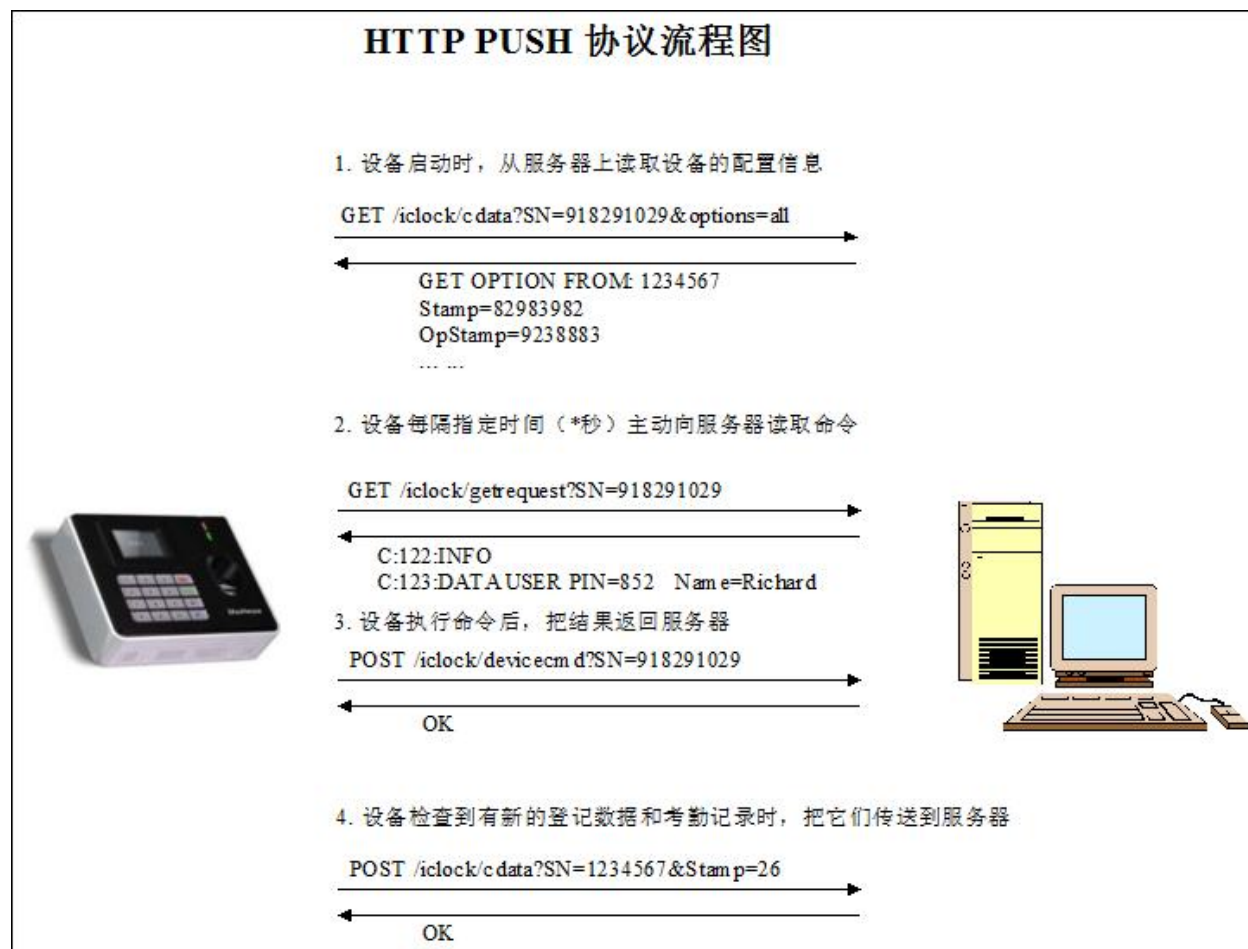 HTTP PUSH 协议流程图
1. 设备启动时，从服务器上读取设备的配置信息
GET /iclock/cdata?SN=918291029&options=all
GET OPTION FROM: 1234567
Stamp=82983982
OpStamp=9238883
... ...
2. 设备每隔指定时间（*秒）主动向服务器读取命令
GET /iclock/getrequest?SN=918291029
C:122:INFO
C:123:DATA USER PIN=852 Name=Richard
3. 设备执行命令后，把结果返回服务器
POST /iclock/devicecmd?SN=918291029
OK
4. 设备检查到有新的登记数据和考勤记录时，把它们传送到服务器
POST /iclock/cdata?SN=1234567&Stamp=26
OK